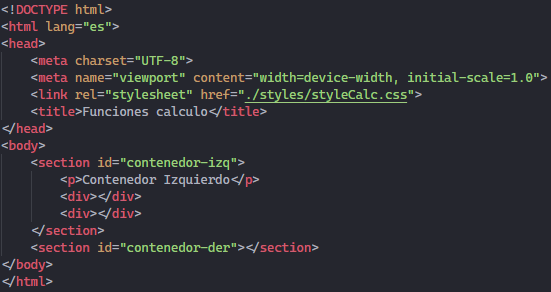 <!DOCTYPE html>
<html lang="es">
<head>
    <meta charset="UTF-8">
    <meta name="viewport" content="width=device-width, initial-scale=1.0">
    <link rel="stylesheet" href="./styles/styleCalc.css">
    <title>Funciones calculo</title>
</head>
<body>
    <section id="contenedor-izq">
        <p>Contenedor Izquierdo</p>
        <div></div>
        <div></div>
    </section>
    <section id="contenedor-der"></section>
</body>
</html>